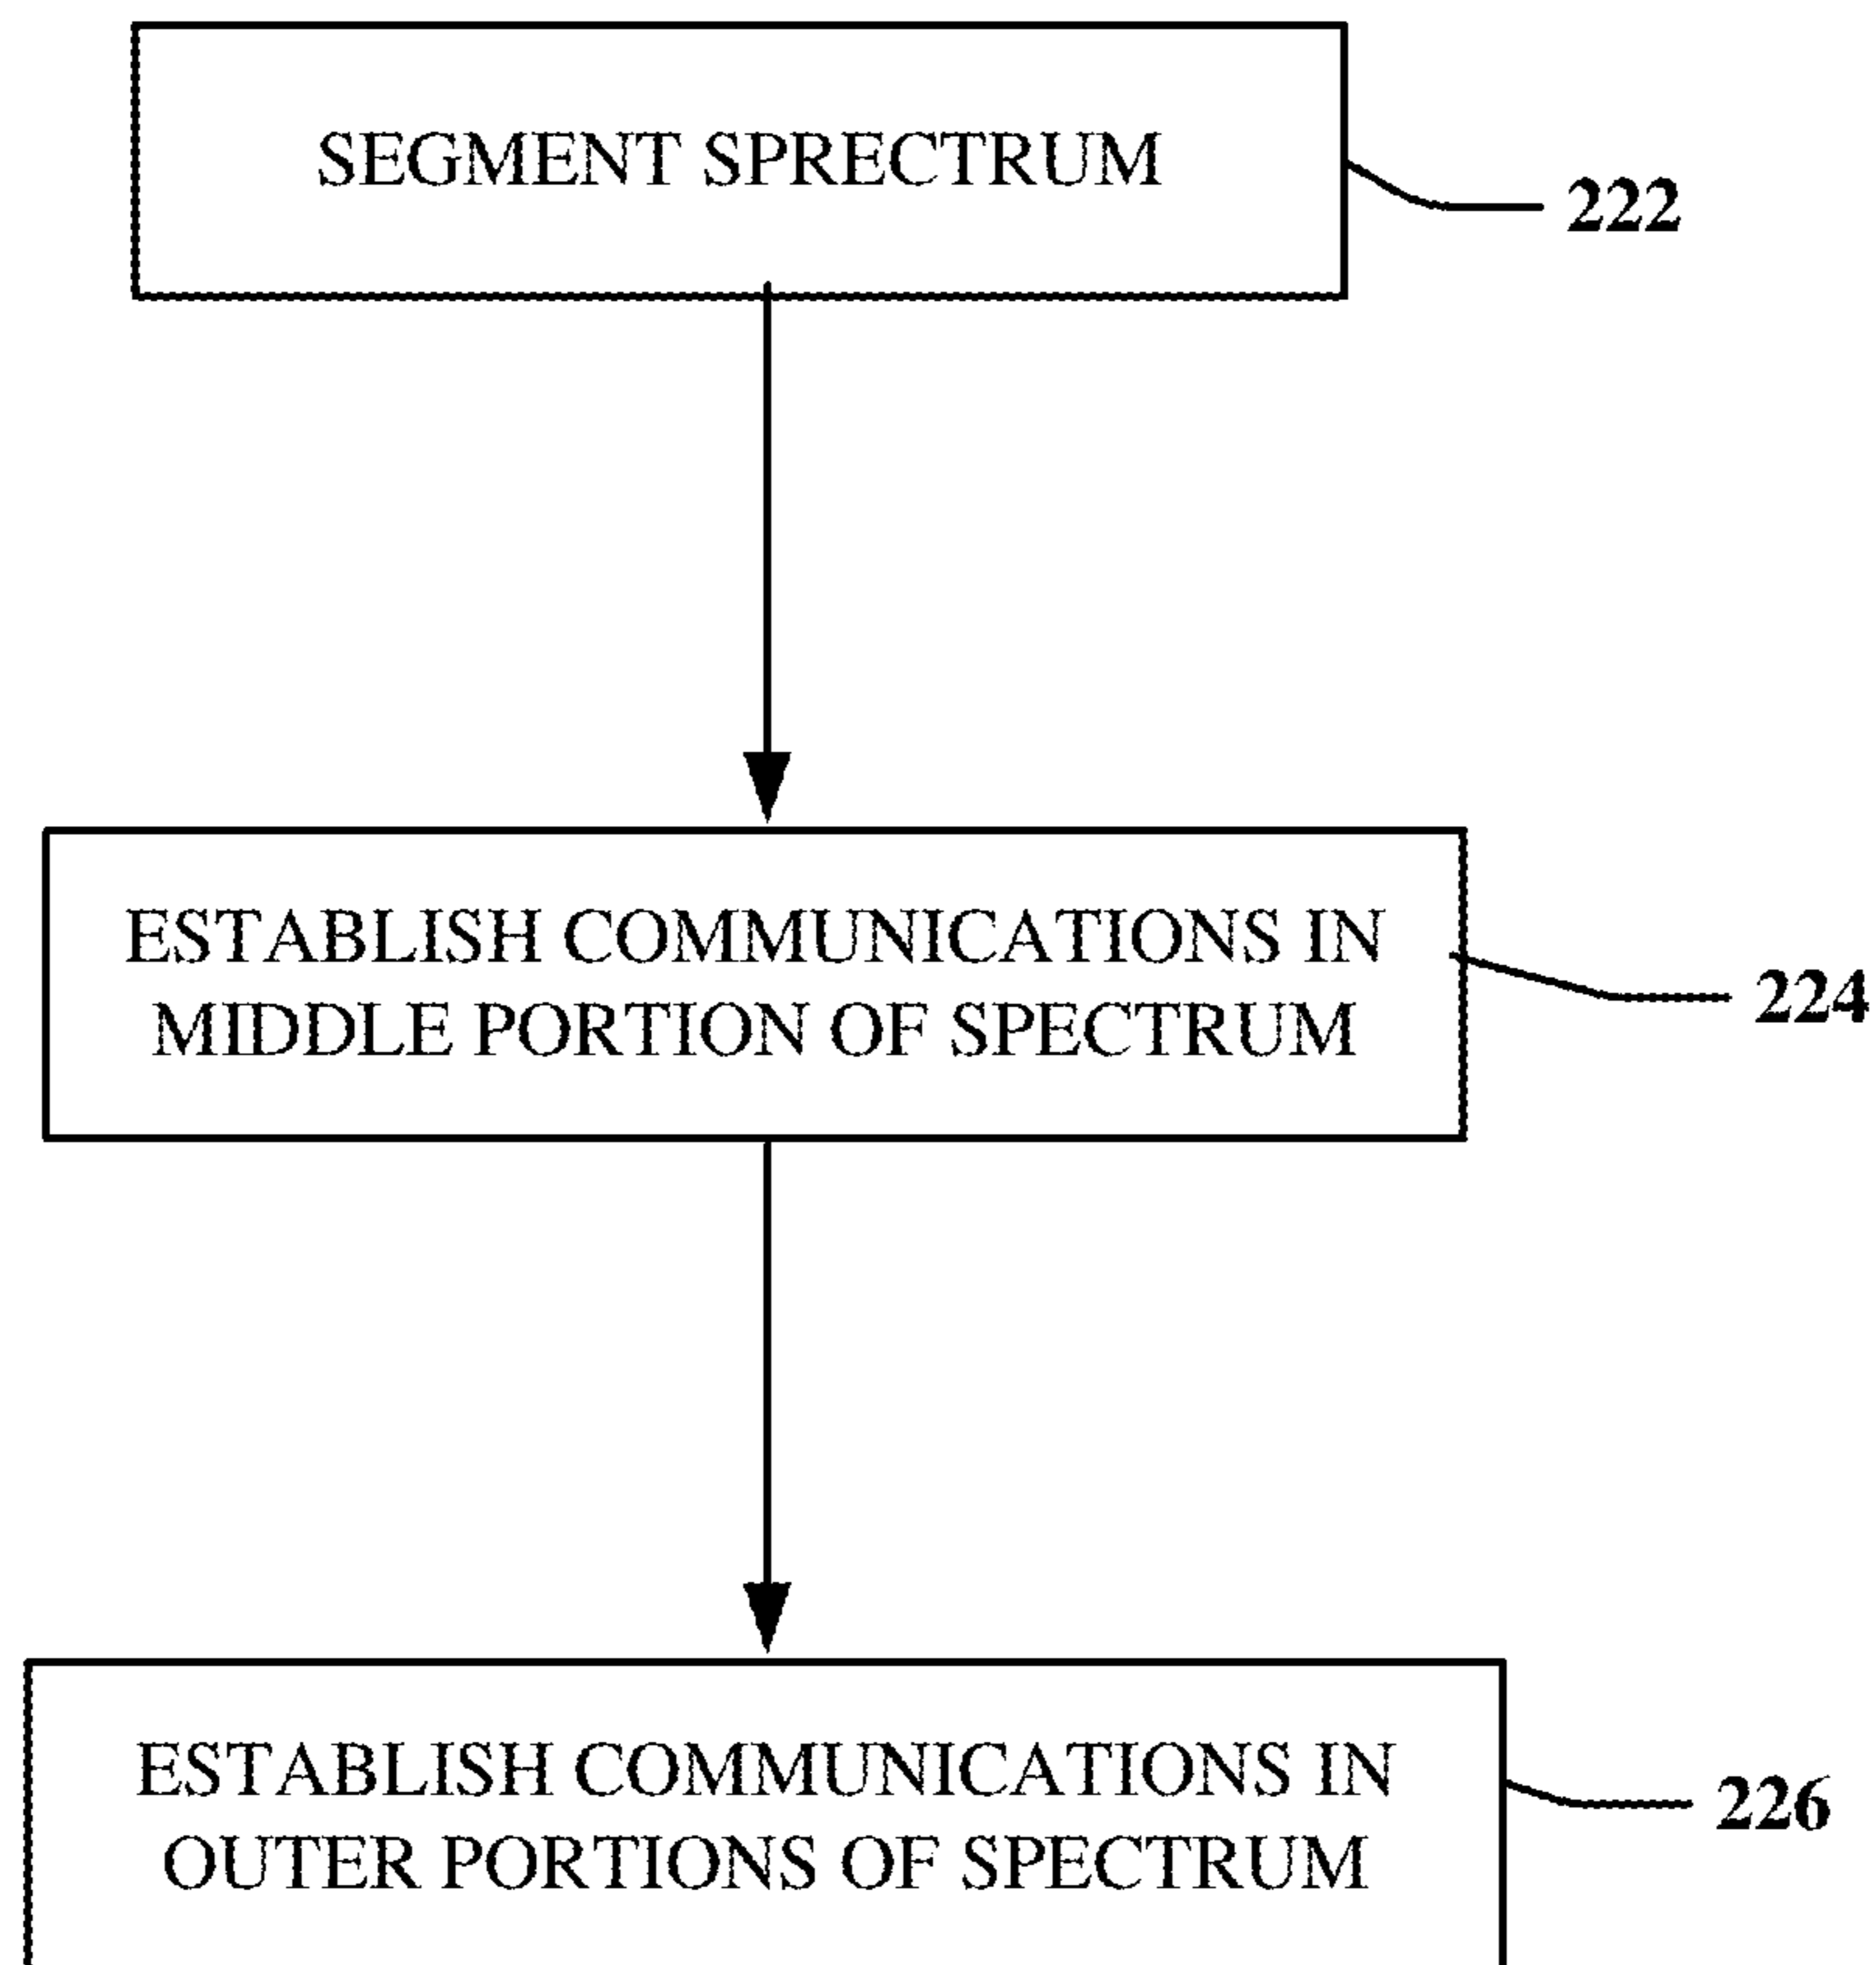 SEGMENT SPRECTRUM
222
ESTABLISH COMMUNICATIONS IN
MIDDLE PORTION OF SPECTRUM
224
ESTABLISH COMMUNICATIONS IN
OUTER PORTIONS OF SPECTRUM
226